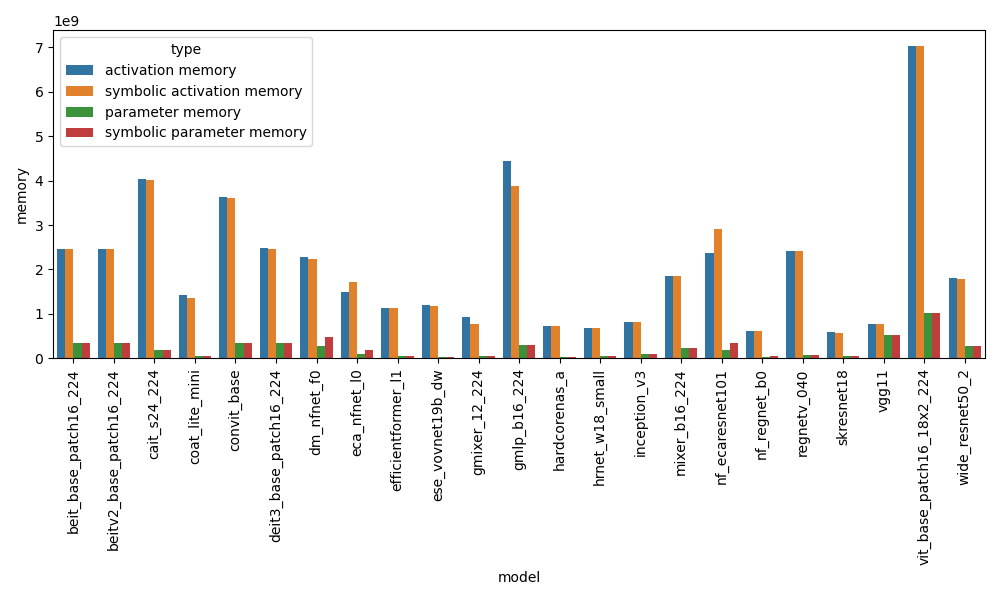 1e9
type
activation memory
symbolic activation memory
parameter memory
symbolic parameter memory
7
6
5
4
3
2
1
0
memory
beit_base_patch16_224
beitv2_base_patch16_224
cait_s24_224
coat_lite_mini
convit_base
deit3_base_patch16_224
dm_nfnet_f0
eca_nfnet_l0
efficientformer_l1
ese_vovnet19b_dw
gmixer_12_224
gmlp_b16_224
hardcorenas_a
hrnet_w18_small
inception_v3
mixer_b16_224
nf_ecaresnet101
nf_regnet_b0
regnetv_040
skresnet18
vgg11
vit_base_patch16_18x2_224
wide_resnet50_2
model